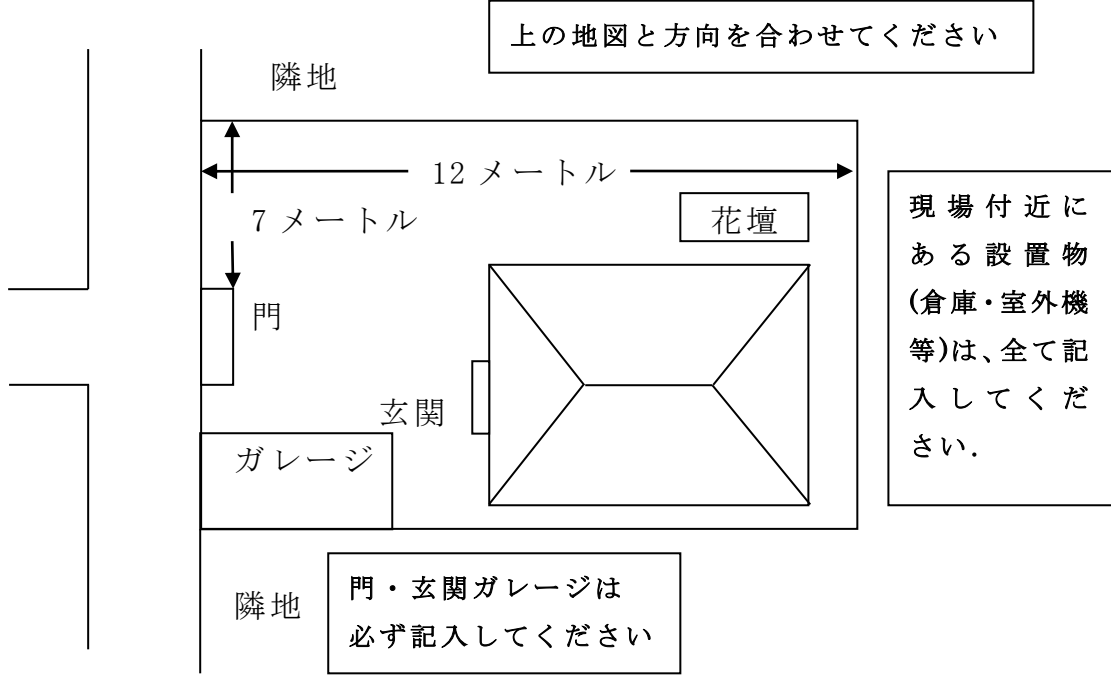 上の地図と方向を合わせてください
隣地
12メートル
7メートル
花壇
現場付近に
ある設置物
(倉庫・室外機
等)は、全て記
入してくだ
さい.
門
玄関
ガレージ
隣地
門・玄関ガレージは
必ず記入してください